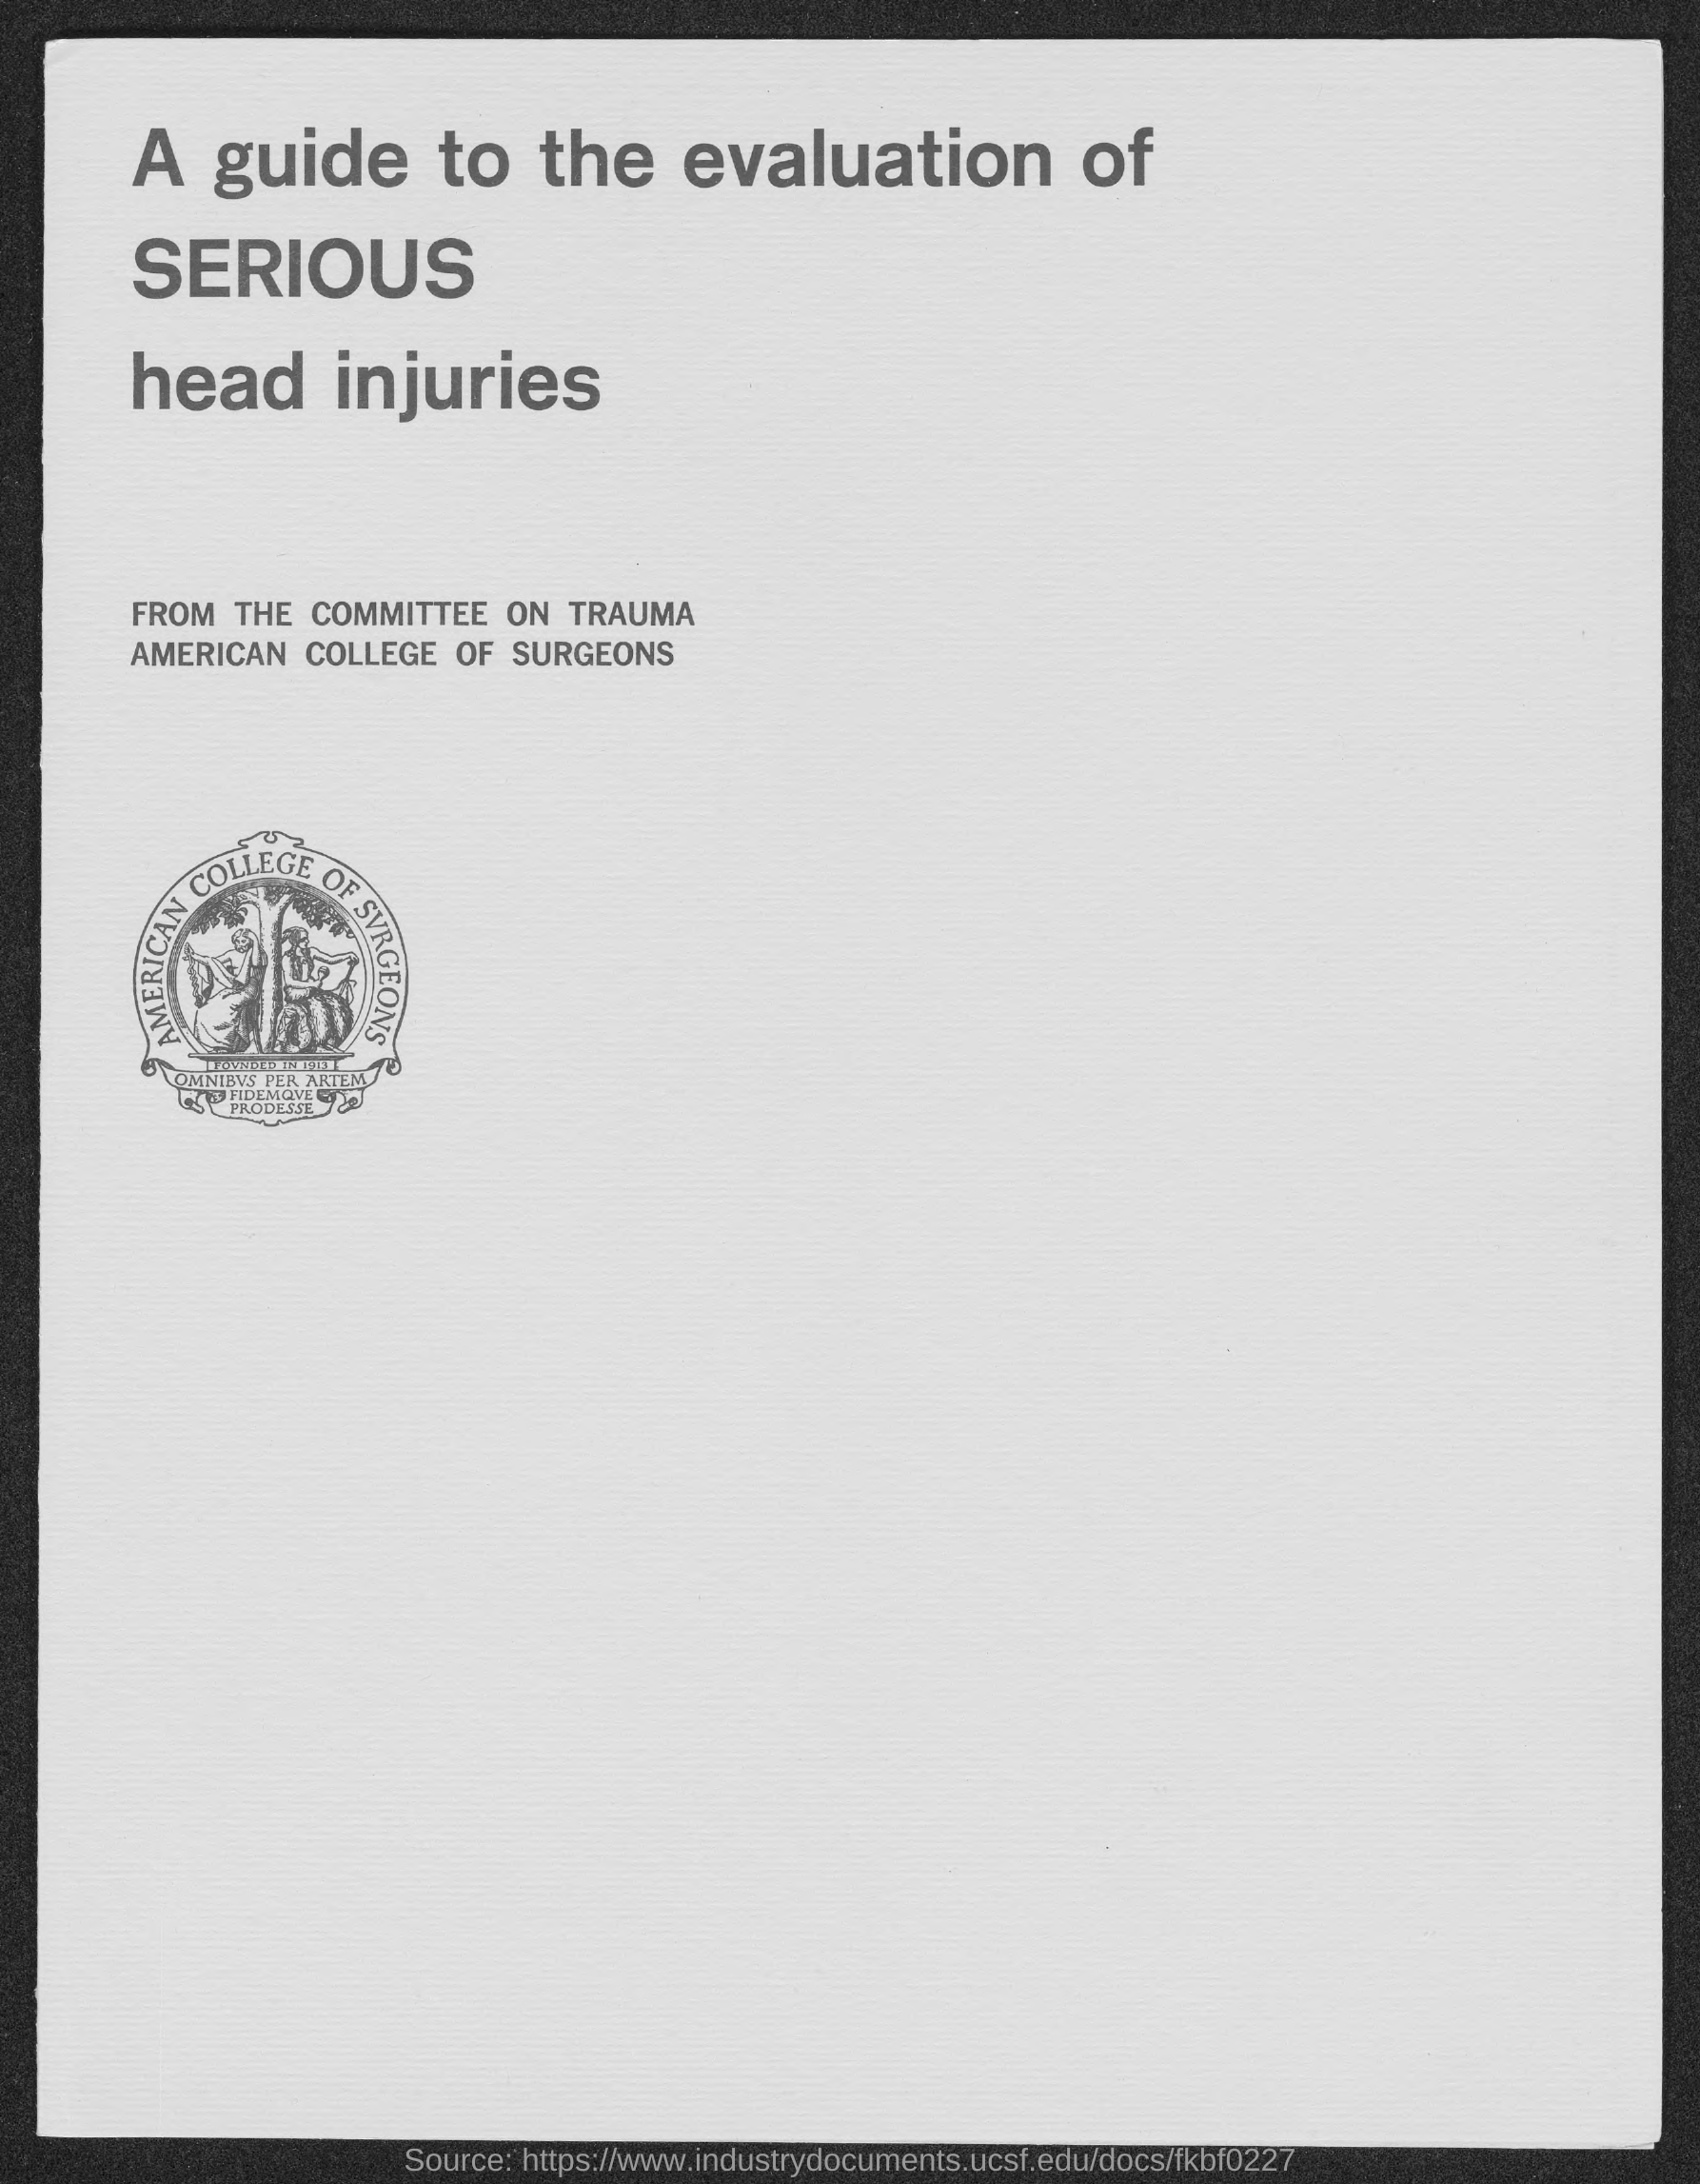 A guide to the evaluation of
SERIOUS
head injuries
FROM THE COMMITTEE ON TRAUMA
AMERICAN COLLEGE OF SURGEONS
AMERICAN COLLEGE OF SVRGEONS
FOVNDED IN 1913
OMNIBVS PER ARTEM
FIDEMQVE
PRODESSE
Source: https://www.industrydocuments.ucsf.edu/docs/fkbf0227